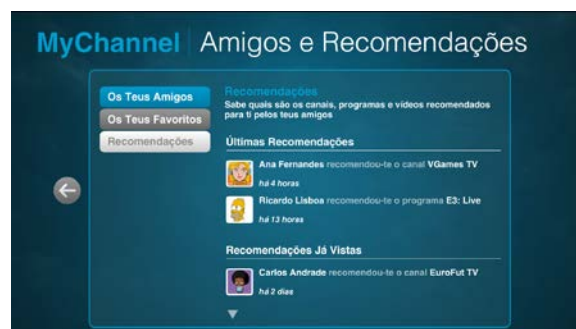 MyChannel Amigos e Recomendações
Os Teus Amigos
Os Teus Favoritos
Recomendações
Recomendações
Sabe quais são os canais, programas e vídeos recomendados
para ti pelos teus amigos
Últimas Recomendações
Ana Fernandes recomendou-te o canal VGames TV
há 4 horas
Ricardo Lisboa recomendou-te o programa E3: Live
há 13 horas
Recomendações Já Vistas
Carlos Andrade recomendou-te o canal EuroFut TV
há 2 dias